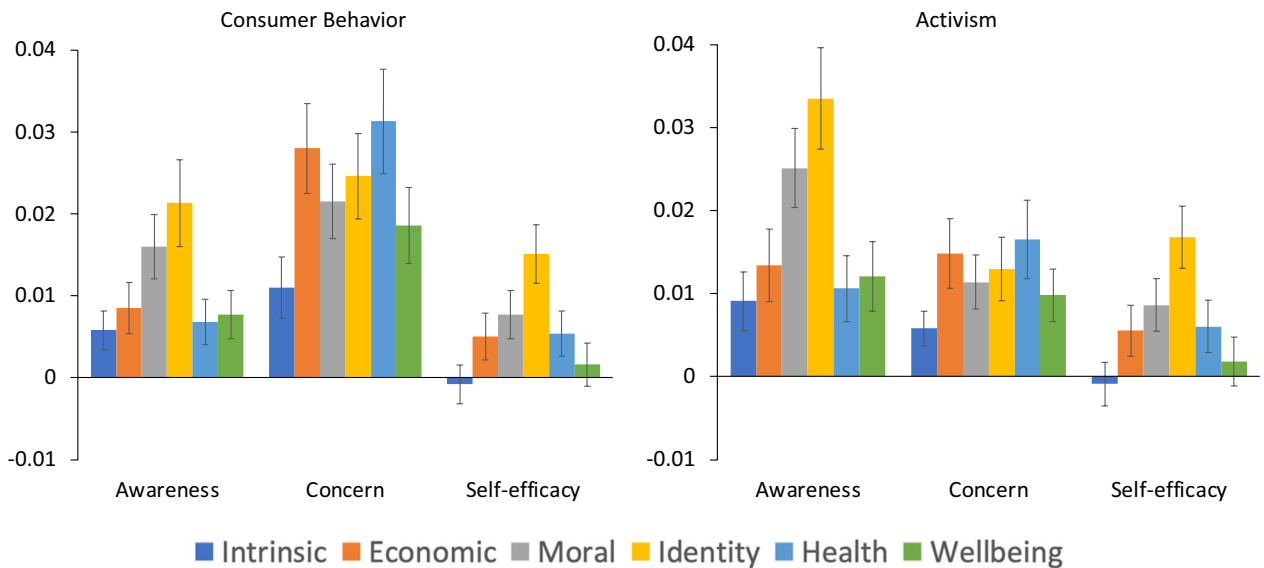 Consumer Behavior
0.04
0.03
0.02
0.01
0
-0.01
Awareness Concern Self-efficacy
Activism
0.04
0.03
0.02
0.01
0
-0.01
Awareness Concern Self-efficacy
Intrinsic Economic Moral Identity Health Wellbeing